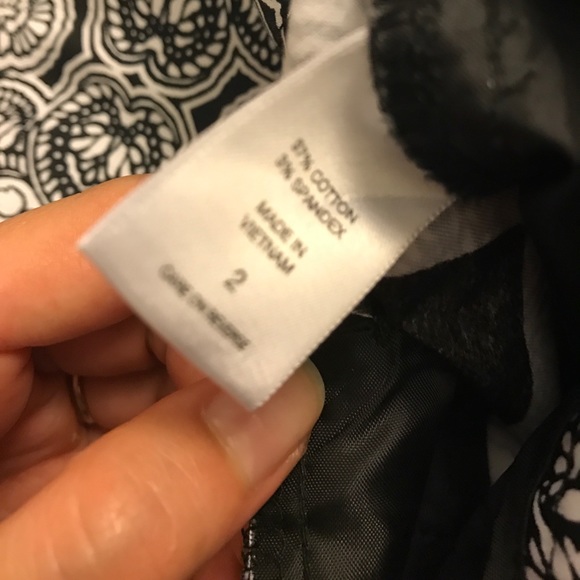 97% COTTON
3% SPANDEX
MADE IN
VIETNAM
2
CARE ON REVERSE